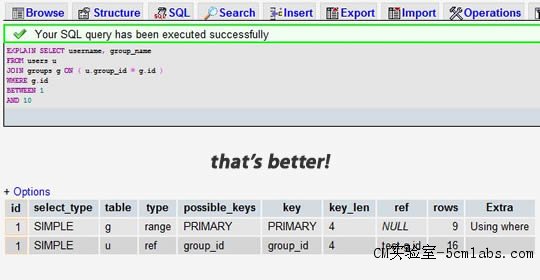 Browse Structure SQL Search Insert Export Import Operations
Your SQL query has been executed successfully
EXPLAIN SELECT username, group_name
FROM users u
JOIN groups g ON ( u.group_id = g.id )
WHERE g.id
BETWEEN 1
AND 10
that's better!
+ Options
id select_type table type possible_keys key key_len ref rows Extra
1 SIMPLE g range PRIMARY PRIMARY 4 NULL 9 Using where
1 SIMPLE u ref group_id group_id 4 test.g.id 16
CM实验室-bcmlabs.com